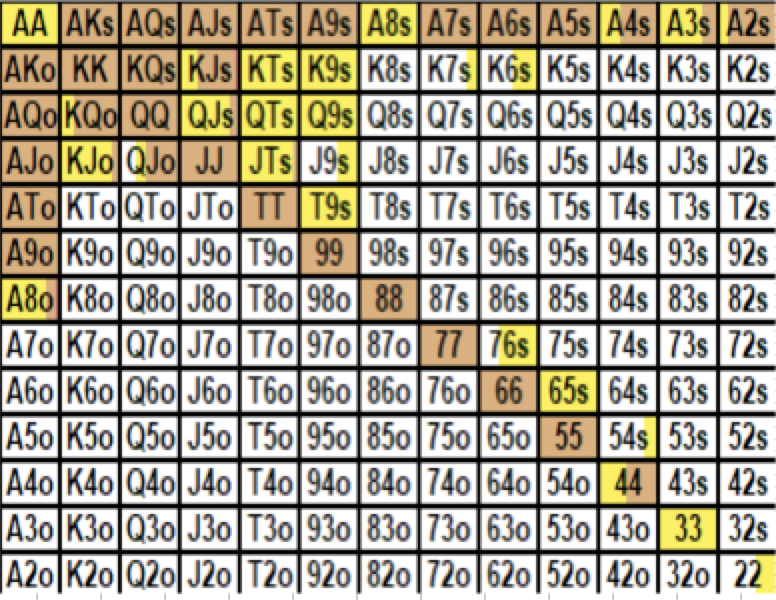 AA AKs AQs AJs ATs A9s A8s A7s A6s A5s A4s A3s A2s
AKo KK KQs KJs KTs K9s K8s K7s K6s K5s K4s K3s K2s
AQo KQo QQ QJs QTs Q9s Q8s Q7s Q6s Q5s Q4s Q3s Q2s
AJo KJo QJo JJ JTs J9s J8s J7s J6s J5s J4s J3s J2s
ATo KTo QTo JTo TT T9s T8s T7s T6s T5s T4s T3s T2s
A9o K9o Q9o J9o T9o 99 98s 97s 96s 95s 94s 93s 92s
A8o K8o Q8o J8o T8o 98o 88 87s 86s 85s 84s 83s 82s
A7o K7o Q7o J7o T7o 97o 87o 77 76s 75s 74s 73s 72s
A6o K6o Q6o J6o T6o 96o 86o 76o 66 65s 64s 63s 62s
A5o K5o Q5o J5o T5o 95o 85o 75o 65o 55 54s 53s 52s
A4o K4o Q4o J4o T4o 94o 84o 74o 64o 54o 44 43s 42s
A3o K3o Q3o J3o T3o 93o 83o 73o 63o 53o 43o 33 32s
A2o K2o Q2o J2o T2o 92o 82o 72o 62o 52o 42o 32o 22